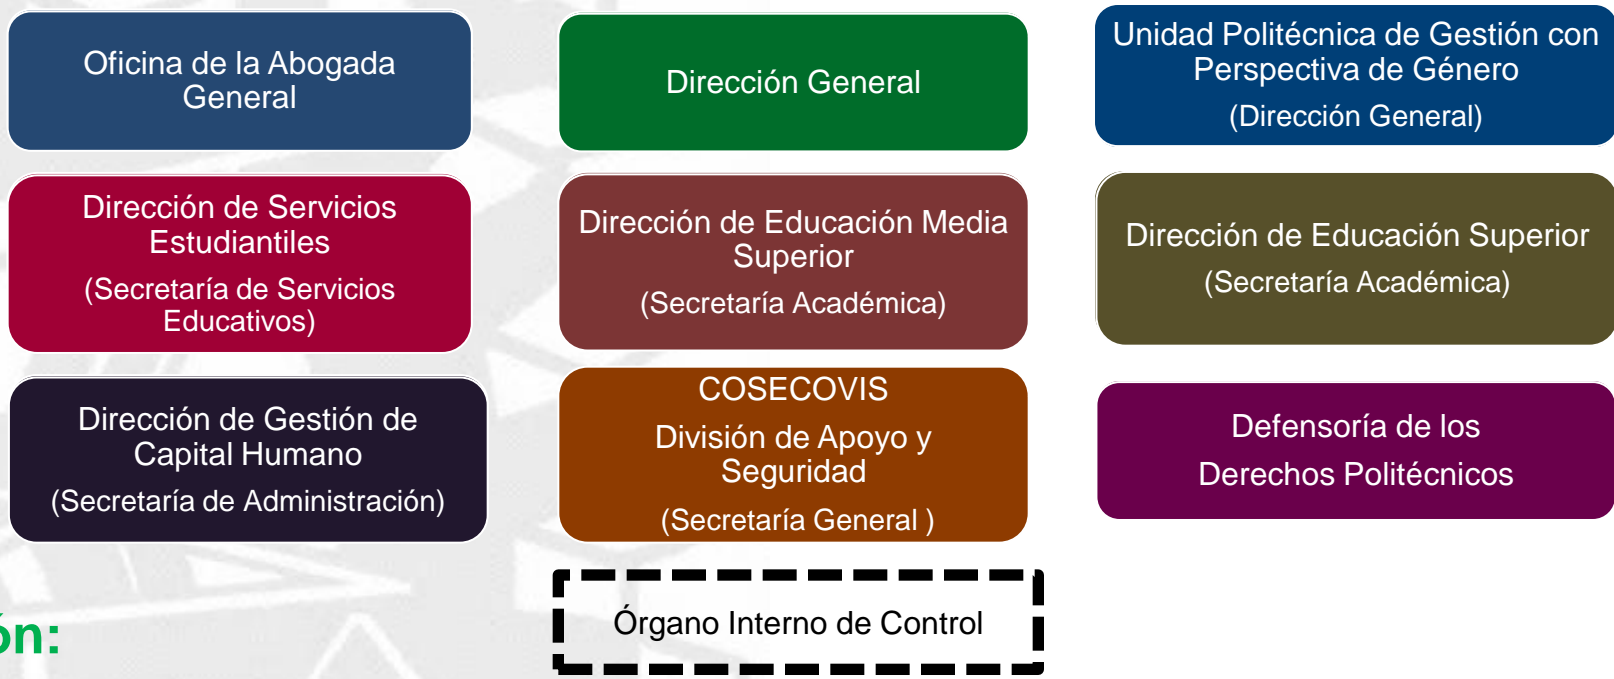 Oficina de la Abogada
General
Dirección General
Unidad Politécnica de Gestión con
Perspectiva de Género
(Dirección General)
Dirección de Servicios
Estudiantiles
(Secretaría de Servicios
Educativos)
Dirección de Educación Media
Superior
(Secretaría Académica)
Dirección de Educación Superior
(Secretaría Académica)
Dirección de Gestión de
Capital Humano
(Secretaría de Administración)
COSECOVIS
División de Apoyo y
Seguridad
(Secretaría General )
Defensoría de los
Derechos Politécnicos
Órgano Interno de Control
ón: